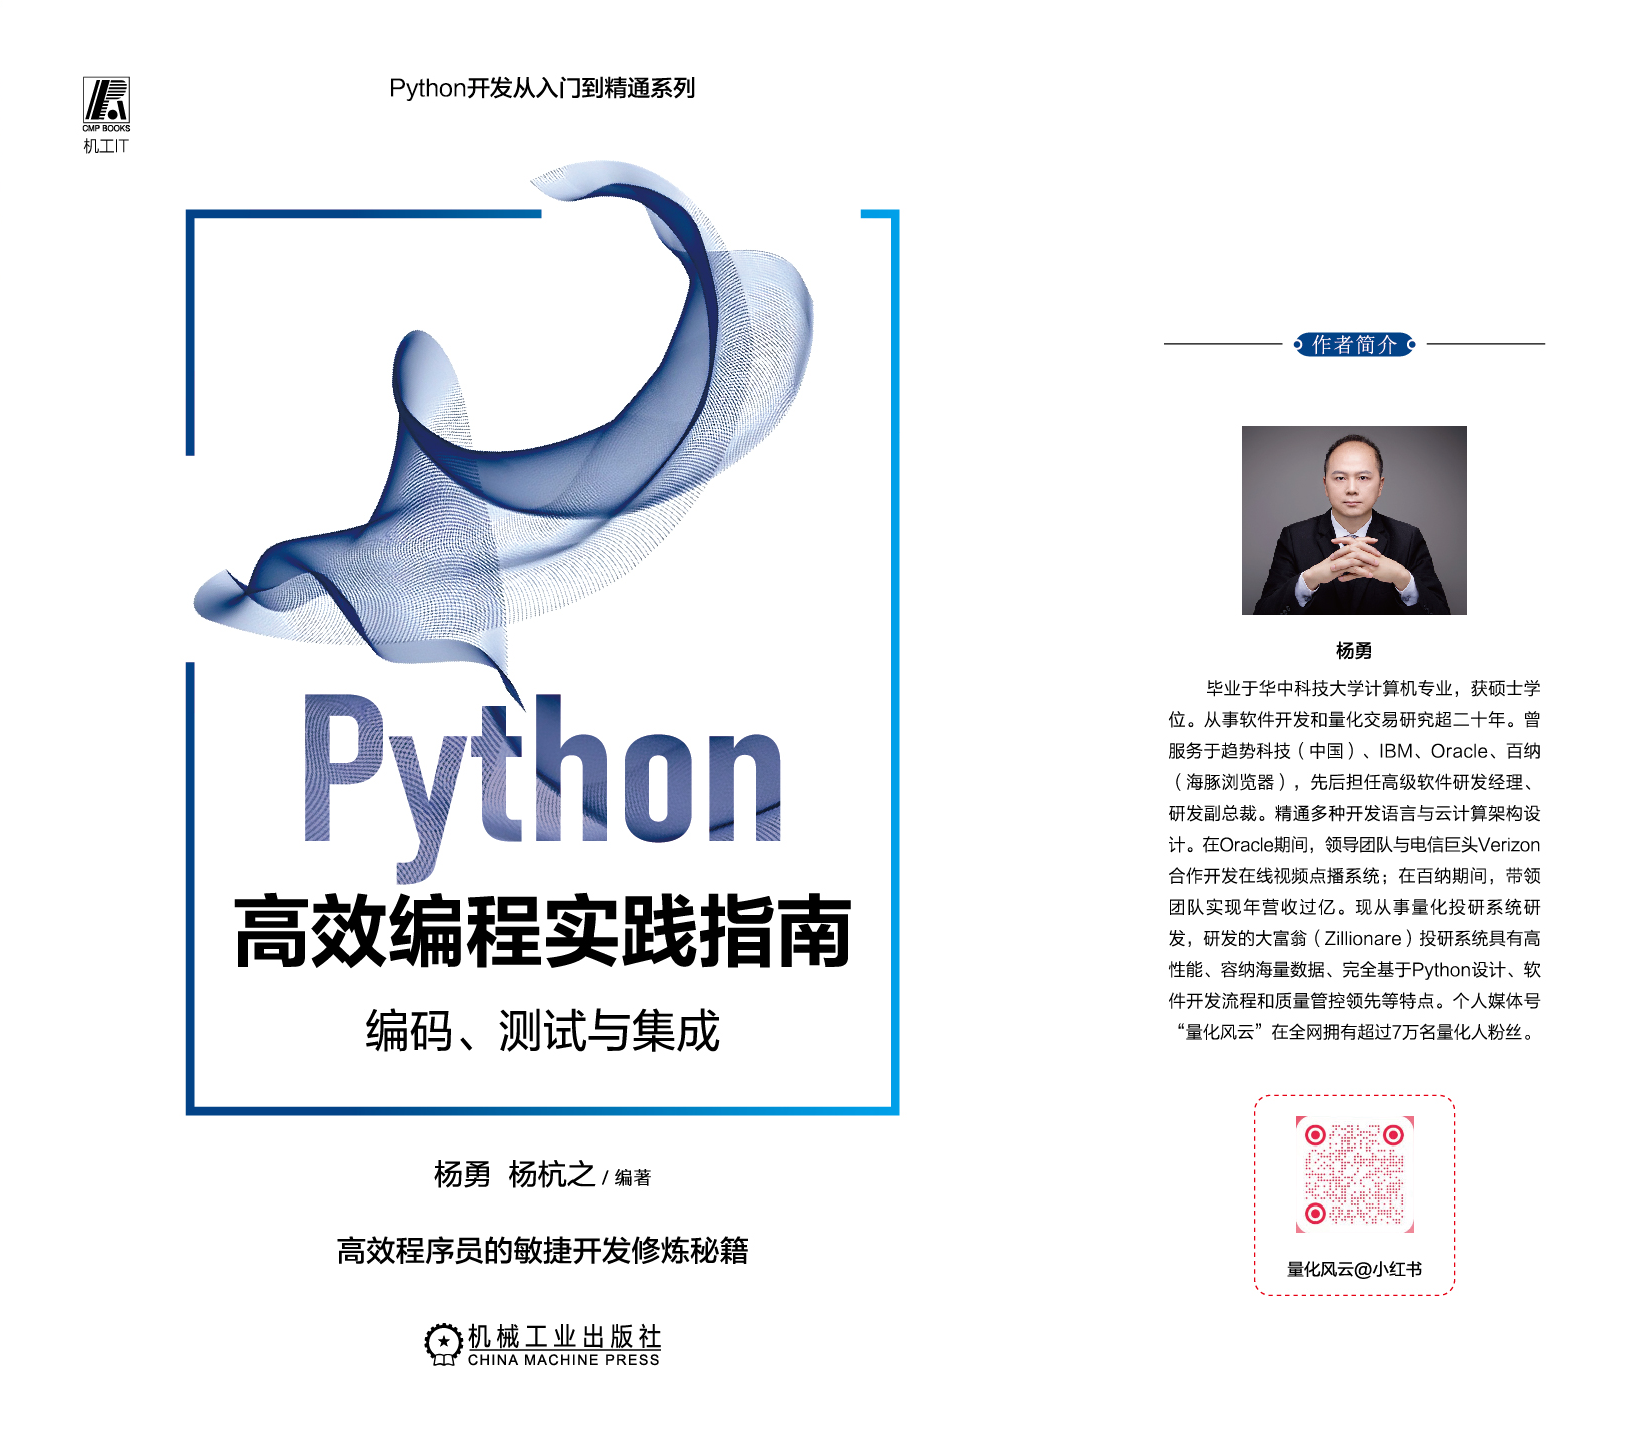 CMP BOOKS
机工IT
Python开发从入门到精通系列
Python
高效编程实践指南
编码、测试与集成
杨勇 杨杭之 / 编著
高效程序员的敏捷开发修炼秘籍
机械工业出版社
CHINA MACHINE PRESS
作者简介
杨勇
毕业于华中科技大学计算机专业，获硕士学
位。从事软件开发和量化交易研究超二十年。曾
服务于趋势科技（中国）、IBM、Oracle、百纳
（海豚浏览器），先后担任高级软件研发经理、
研发副总裁。精通多种开发语言与云计算架构设
计。在Oracle期间，领导团队与电信巨头Verizon
合作开发在线视频点播系统；在百纳期间，带领
团队实现年营收过亿。现从事量化投研系统研
发，研发的大富翁（Zillionare）投研系统具有高
性能、容纳海量数据、完全基于Python设计、软
件开发流程和质量管控领先等特点。个人媒体号
“量化风云”在全网拥有超过7万名量化人粉丝。
量化风云@小红书